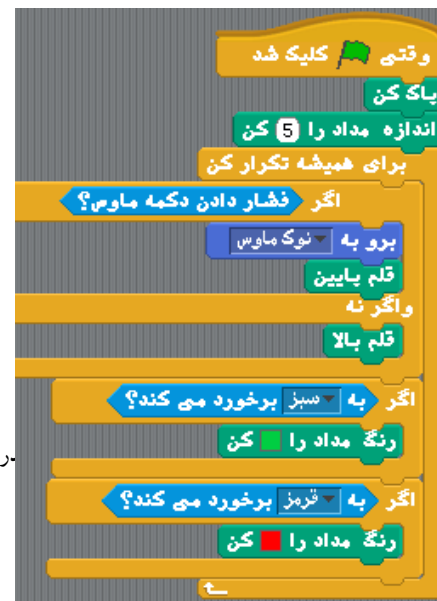 وقتی کلیک شد
پاک کن
اندازه مداد را 5 کن
برای همیشه تکرار کن
اگر فشار دادن دکمه ماوس؟
برو به نوک ماوس
قلم پایین
واگر نه
قلم بالا
اگر به سبز برخورد می کند؟
رنگ مداد را کن
اگر به قرمز برخورد می کند؟
رنگ مداد را کن